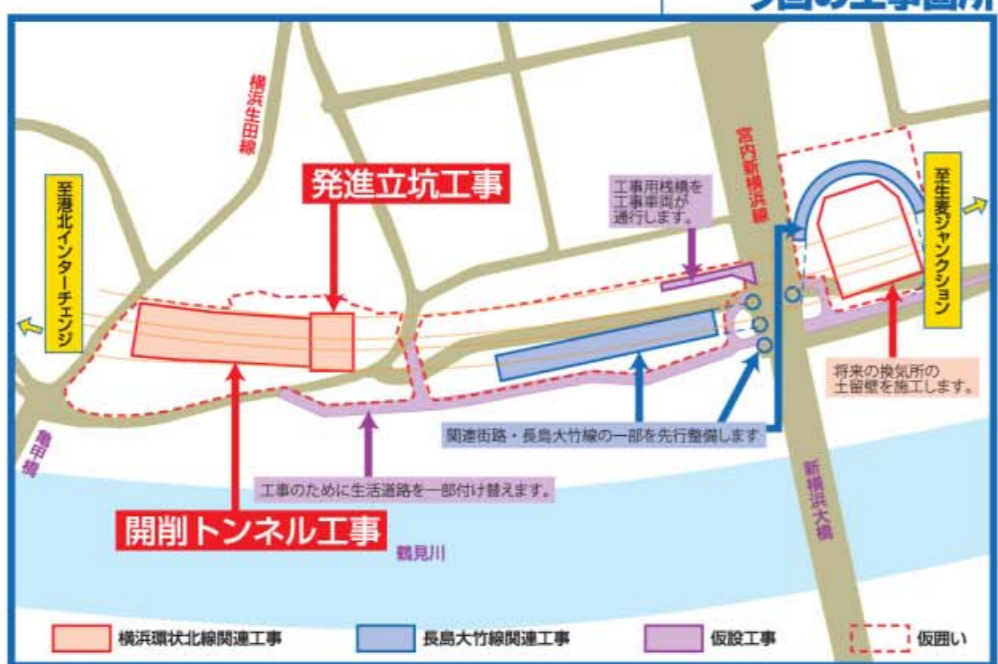 今回の工事箇所
横浜生田線
発進立坑工事
工事用桟橋を
工事車両が
通行します。
宮内新横浜線
至港北インターチェンジ
至生麦ジャンクション
将来の換気所の
土留壁を施工します。
関連街路・長島大竹線の一部を先行整備します
亀甲橋
工事のために生活道路を一部付け替えます。
新横浜大橋
開削トンネル工事
鶴見川
横浜環状北線関連工事
長島大竹線関連工事
仮設工事
仮囲い